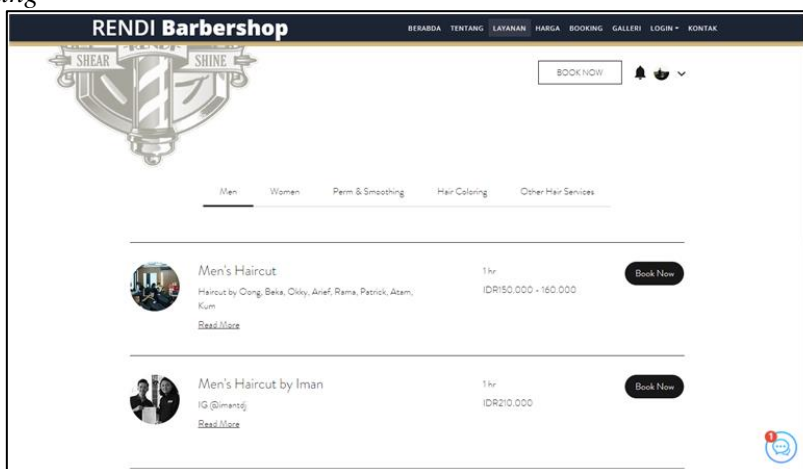 RENDI Barbershop
BERABDA TENTANG LAYANAN HARGA BOOKING GALLERI LOGIN KONTAK
SHEAR SHINE
BOOK NOW
Men Women Perm & Smoothing Hair Coloring Other Hair Services
Men's Haircut 1 hr Book Now
Haircut by Oong, Beka, Okky, Arief, Rama, Patrick, Atam, IDR150.000 - 160.000
Kum
Read More
Men's Haircut by Iman 1 hr Book Now
IG @imantdj IDR210.000
Read More
1